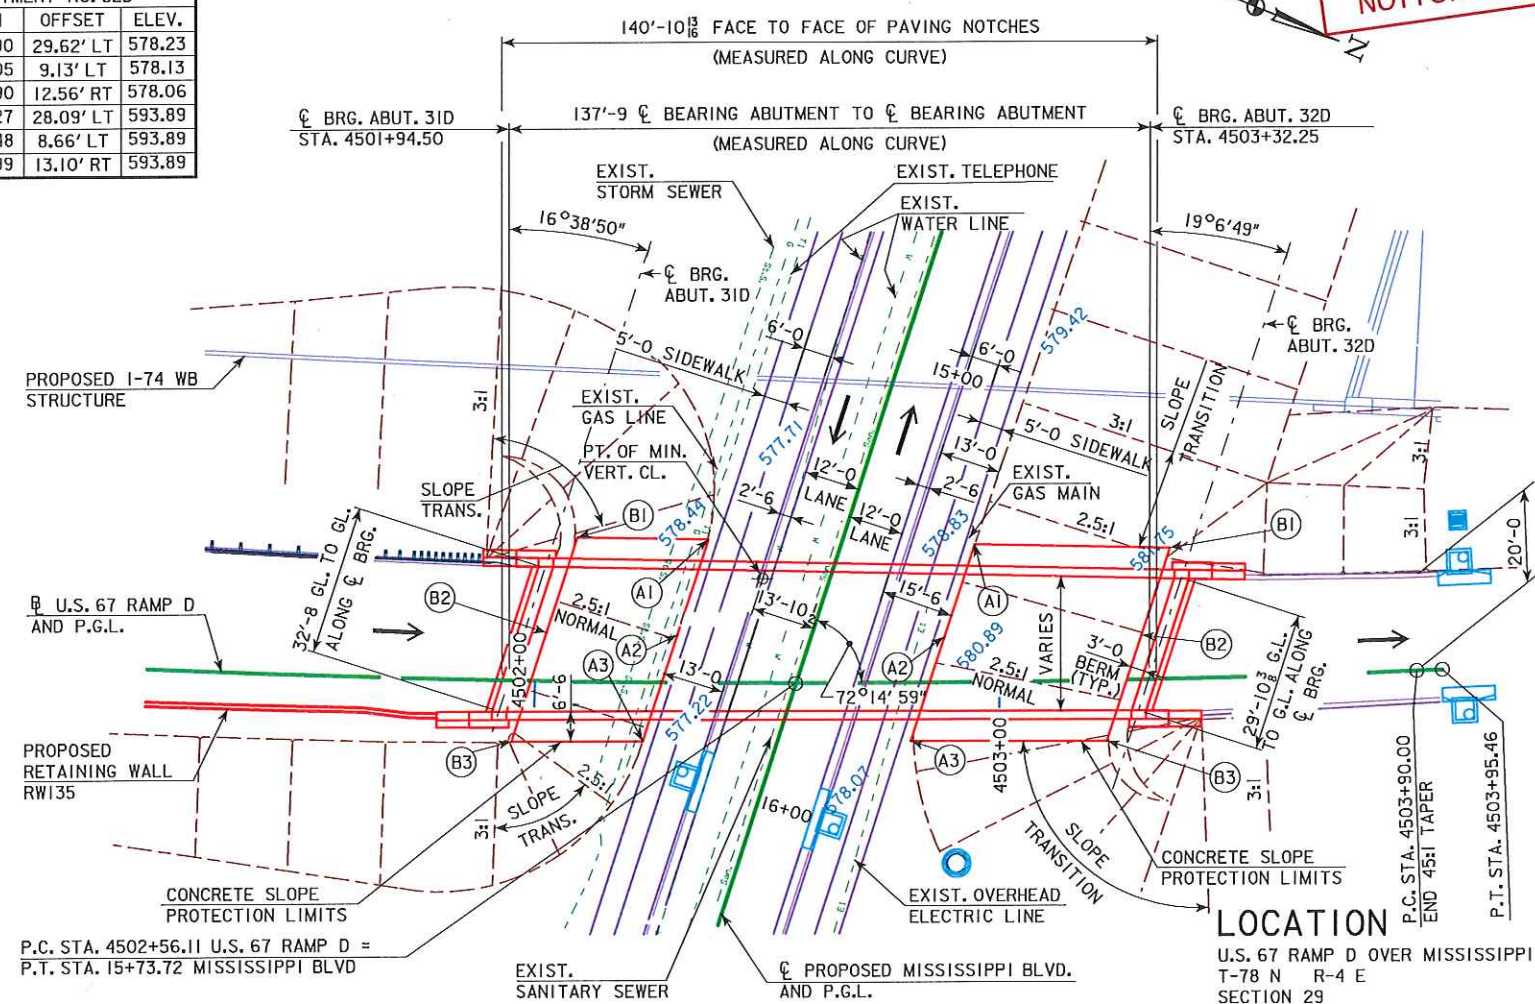 OFFSET ELEV.
29.62' LT 578.23
9.13' LT 578.13
12.56' RT 578.06
28.09' LT 593.89
8.66' LT 593.89
13.10' RT 593.89
140'-10 13/16 FACE TO FACE OF PAVING NOTCHES
(MEASURED ALONG CURVE)
N
℄ BRG. ABUT. 31D
STA. 4501+94.50
137'-9 ℄ BEARING ABUTMENT TO ℄ BEARING ABUTMENT
(MEASURED ALONG CURVE)
℄ BRG. ABUT. 32D
STA. 4503+32.25
EXIST.
STORM SEWER
EXIST. TELEPHONE
EXIST.
WATER LINE
16°38'50"
19°6'49"
℄ BRG.
ABUT. 31D
℄ BRG.
ABUT. 32D
6'-0
5'-0 SIDEWALK
6'-0
15+00
579.42
PROPOSED I-74 WB
STRUCTURE
3:1
EXIST.
GAS LINE
577.71
3:1
SLOPE
TRANSITION
5'-0 SIDEWALK
13'-0
3:1
PT. OF MIN.
VERT. CL.
12'-0
LANE
12'-0
LANE
2'-6
2'-6
EXIST.
GAS MAIN
SLOPE
TRANS.
B1
578.44
578.83
2.5:1
B1
3:1
581.75
20'-0
32'-8 GL. TO GL.
ALONG ℄ BRG.
B2
A1
A1
2.5:1
NORMAL
13'-10 1/2
15'-6
VARIES
℄ U.S. 67 RAMP D
AND P.G.L.
A2
A2
580.89
3'-0
BERM
(TYP.)
B2
4502+00
A3
6'-6
13'-0
72°14'59"
2.5:1
NORMAL
29'-10 3/8 G.L.
TO G.L. ALONG
℄ BRG.
577.22
4503+00
PROPOSED
RETAINING WALL
RW135
B3
A3
B3
2.5:1
3:1
SLOPE
TRANS.
16+00
578.07
SLOPE
TRANSITION
3:1
P.C. STA. 4503+90.00
END 45:1 TAPER
P.T. STA. 4503+95.46
CONCRETE SLOPE
PROTECTION LIMITS
CONCRETE SLOPE
PROTECTION LIMITS
EXIST. OVERHEAD
ELECTRIC LINE
P.C. STA. 4502+56.11 U.S. 67 RAMP D =
P.T. STA. 15+73.72 MISSISSIPPI BLVD
EXIST.
SANITARY SEWER
℄ PROPOSED MISSISSIPPI BLVD.
AND P.G.L.
LOCATION
U.S. 67 RAMP D OVER MISSISSIPPI
T-78 N R-4 E
SECTION 29